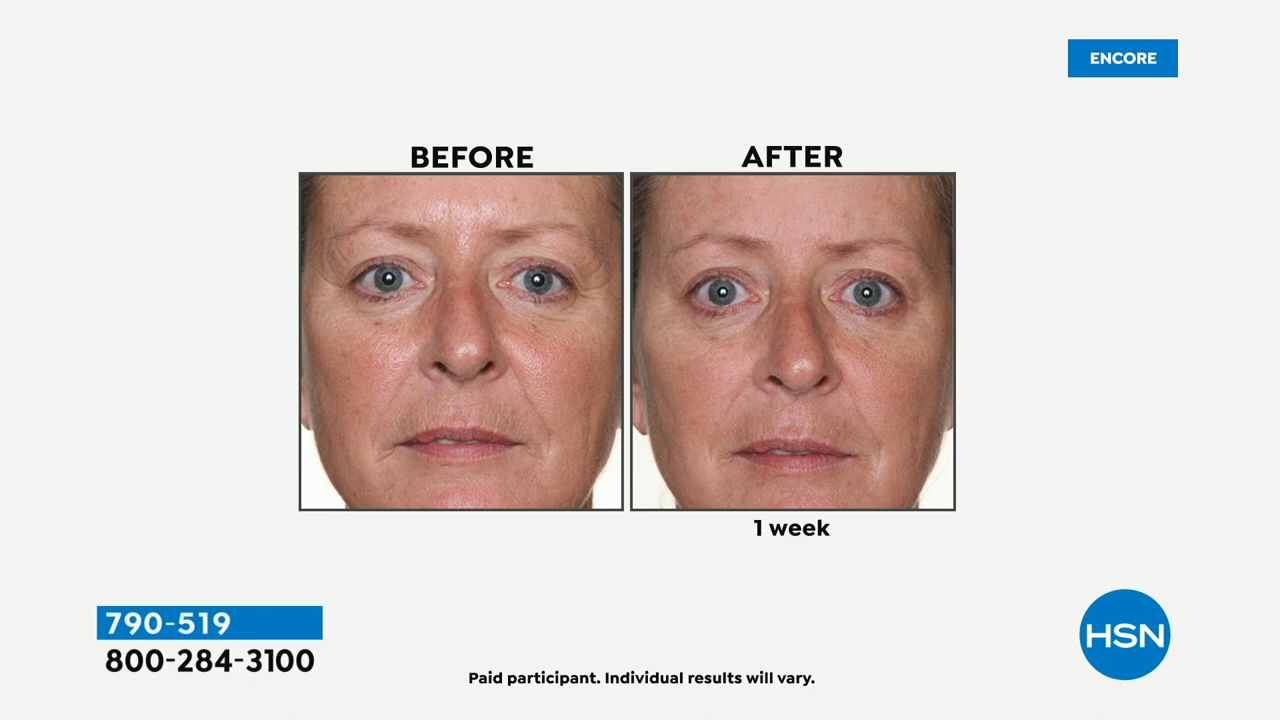 ENCORE
BEFORE
AFTER
1 week
790-519
800-284-3100
Paid participant. Individual results will vary.
HSN